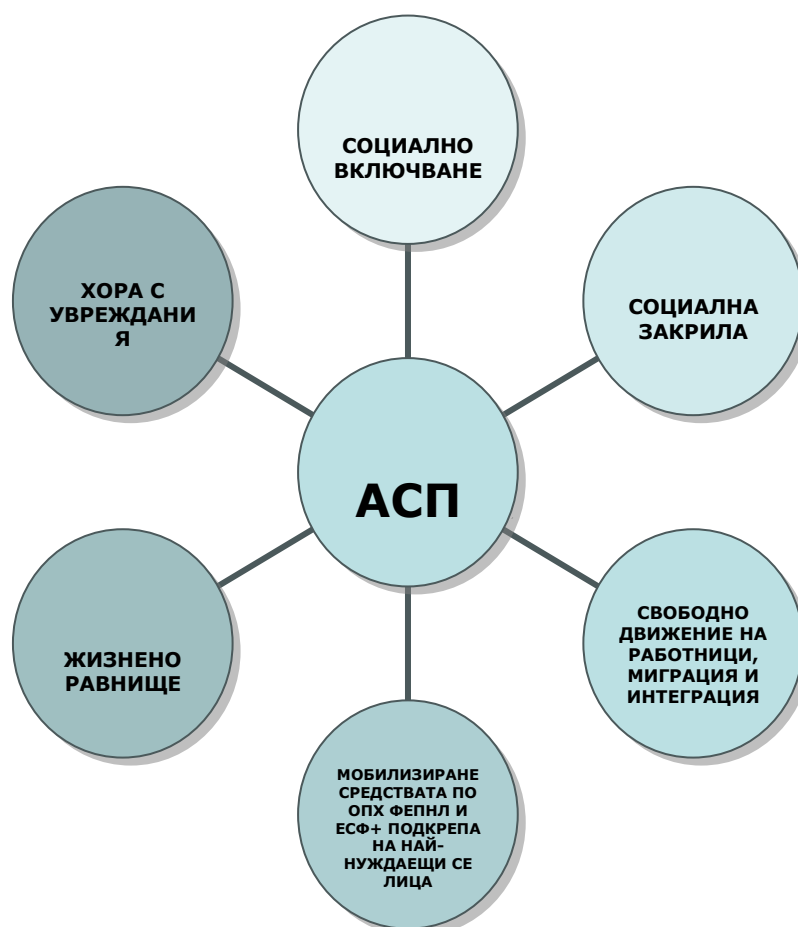 СОЦИАЛНО
ВКЛЮЧВАНЕ
ХОРА С
УВРЕЖДАНИ
Я
СОЦИАЛНА
ЗАКРИЛА
АСП
ЖИЗНЕНО
РАВНИЩЕ
СВОБОДНО
ДВИЖЕНИЕ НА
РАБОТНИЦИ,
МИГРАЦИЯ И
ИНТЕГРАЦИЯ
МОБИЛИЗИРАНЕ
СРЕДСТВАТА ПО
ОПХ ФЕПНЛ И
ЕСФ+ ПОДКРЕПА
НА НАЙ-
НУЖДАЕЩИ СЕ
ЛИЦА